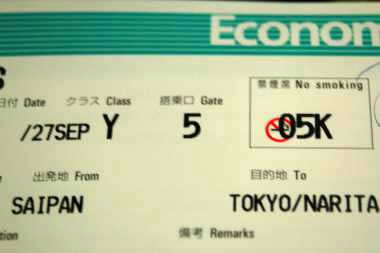 Econom
S
日付 Date クラス Class 搭乗口 Gate 禁煙席 No smoking
/27SEP Y 5 05K
出発地 From 目的地 To
SAIPAN TOKYO/NARITA
tion 備考 Remarks